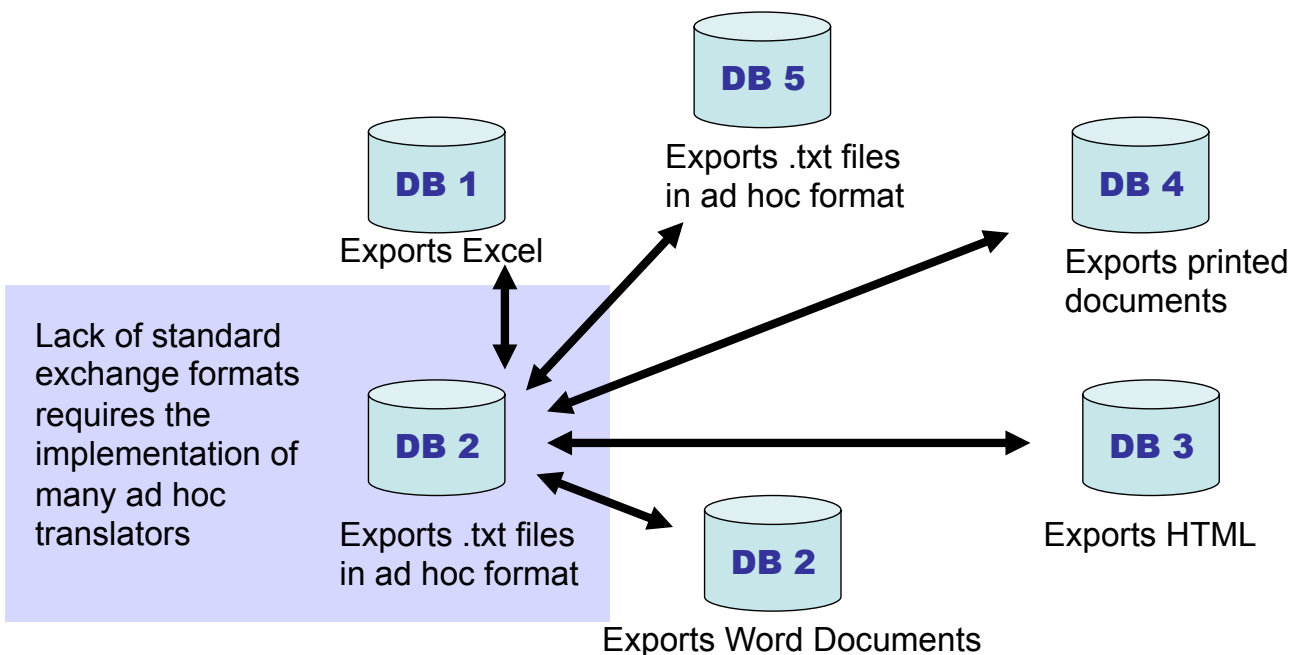 DB 5
Exports .txt files
in ad hoc format
DB 1
Exports Excel
DB 4
Exports printed
documents
Lack of standard
exchange formats
requires the
implementation of
many ad hoc
translators
DB 2
Exports .txt files
in ad hoc format
DB 3
Exports HTML
DB 2
Exports Word Documents